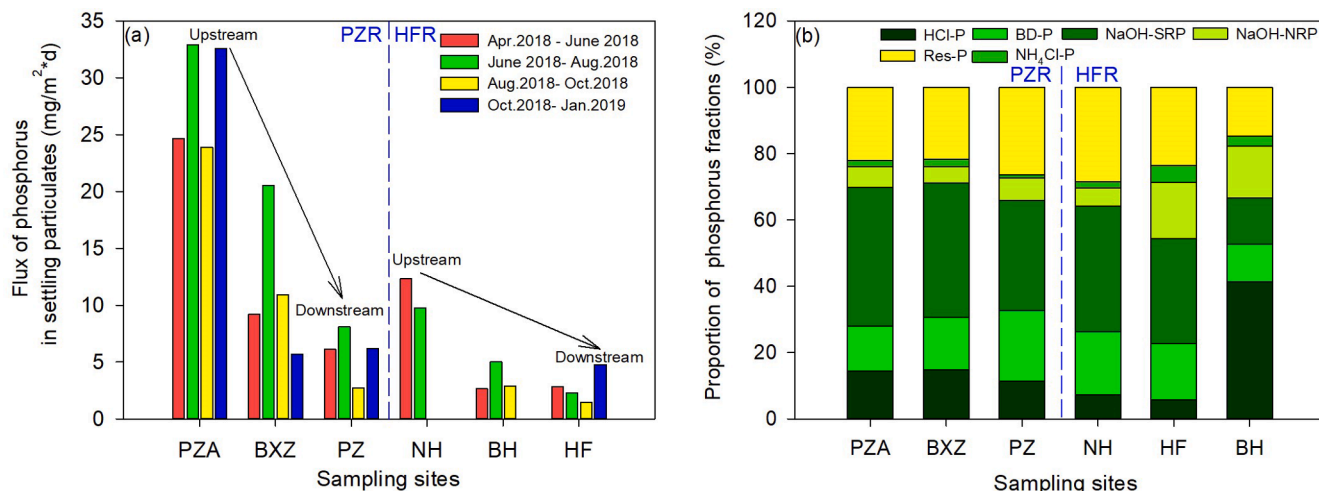 (a)
Upstream
PZR HFR
Apr.2018 - June 2018
June 2018- Aug.2018
Aug.2018 - Oct.2018
Oct.2018- Jan.2019
Upstream
Downstream
Downstream
35
30
25
20
15
10
5
0
Flux of phosphorus
in settling particulates (mg/m²*d)
PZA BXZ PZ NH BH HF
Sampling sites
(b)
HCl-P BD-P NaOH-SRP NaOH-NRP
Res-P NH₄Cl-P
PZR HFR
120
100
80
60
40
20
0
Proportion of phosphorus fractions (%)
PZA BXZ PZ NH HF BH
Sampling sites